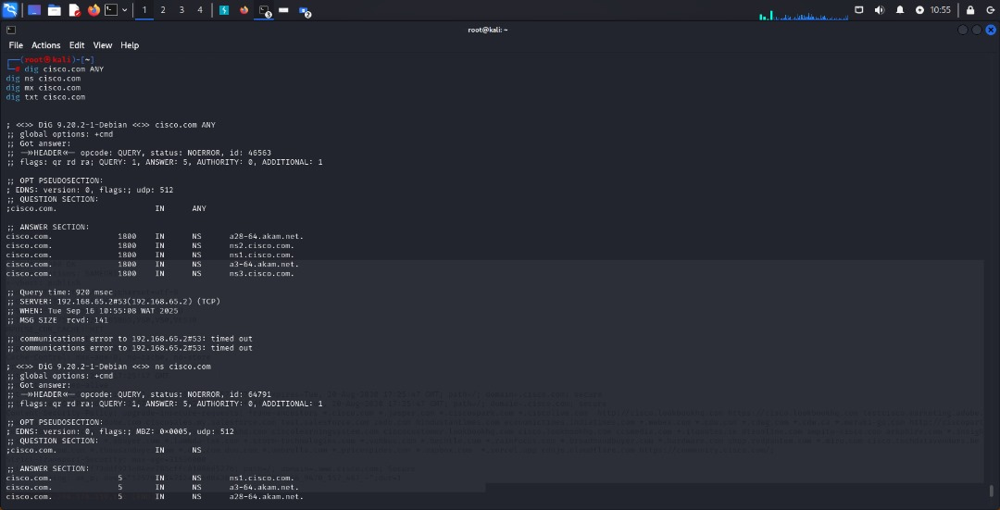 1 2 3 4
10:55
root@kali: ~
File Actions Edit View Help
┌──(root㉿kali)-[~]
└─# dig cisco.com ANY
dig ns cisco.com
dig mx cisco.com
dig txt cisco.com
; <<>> DiG 9.20.2-1-Debian <<>> cisco.com ANY
;; global options: +cmd
;; Got answer:
;; ->>HEADER<<- opcode: QUERY, status: NOERROR, id: 46563
;; flags: qr rd ra; QUERY: 1, ANSWER: 5, AUTHORITY: 0, ADDITIONAL: 1
;; OPT PSEUDOSECTION:
; EDNS: version: 0, flags:; udp: 512
;; QUESTION SECTION:
;cisco.com. IN ANY
;; ANSWER SECTION:
cisco.com. 1800 IN NS a28-64.akam.net.
cisco.com. 1800 IN NS ns2.cisco.com.
cisco.com. 1800 IN NS ns1.cisco.com.
cisco.com. 1800 IN NS a3-64.akam.net.
cisco.com. 1800 IN NS ns3.cisco.com.
;; Query time: 920 msec
;; SERVER: 192.168.65.2#53(192.168.65.2) (TCP)
;; WHEN: Tue Sep 16 10:55:08 WAT 2025
;; MSG SIZE rcvd: 141
;; communications error to 192.168.65.2#53: timed out
;; communications error to 192.168.65.2#53: timed out
; <<>> DiG 9.20.2-1-Debian <<>> ns cisco.com
;; global options: +cmd
;; Got answer:
;; ->>HEADER<<- opcode: QUERY, status: NOERROR, id: 64791
;; flags: qr rd ra; QUERY: 1, ANSWER: 5, AUTHORITY: 0, ADDITIONAL: 1
;; OPT PSEUDOSECTION:
; EDNS: version: 0, flags:; MBZ: 0x0005, udp: 512
;; QUESTION SECTION:
;cisco.com. IN NS
;; ANSWER SECTION:
cisco.com. 5 IN NS ns1.cisco.com.
cisco.com. 5 IN NS a3-64.akam.net.
cisco.com. 5 IN NS a28-64.akam.net.